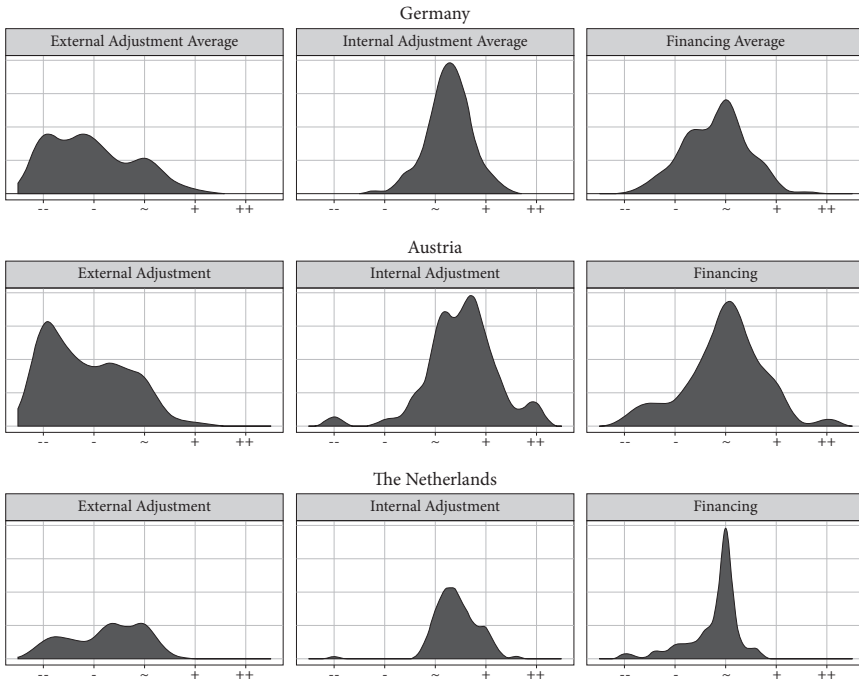 Germany
External Adjustment Average Internal Adjustment Average Financing Average
-- - ~ + ++ -- - ~ + ++ -- - ~ + ++
Austria
External Adjustment Internal Adjustment Financing
-- - ~ + ++ -- - ~ + ++ -- - ~ + ++
The Netherlands
External Adjustment Internal Adjustment Financing
-- - ~ + ++ -- - ~ + ++ -- - ~ + ++